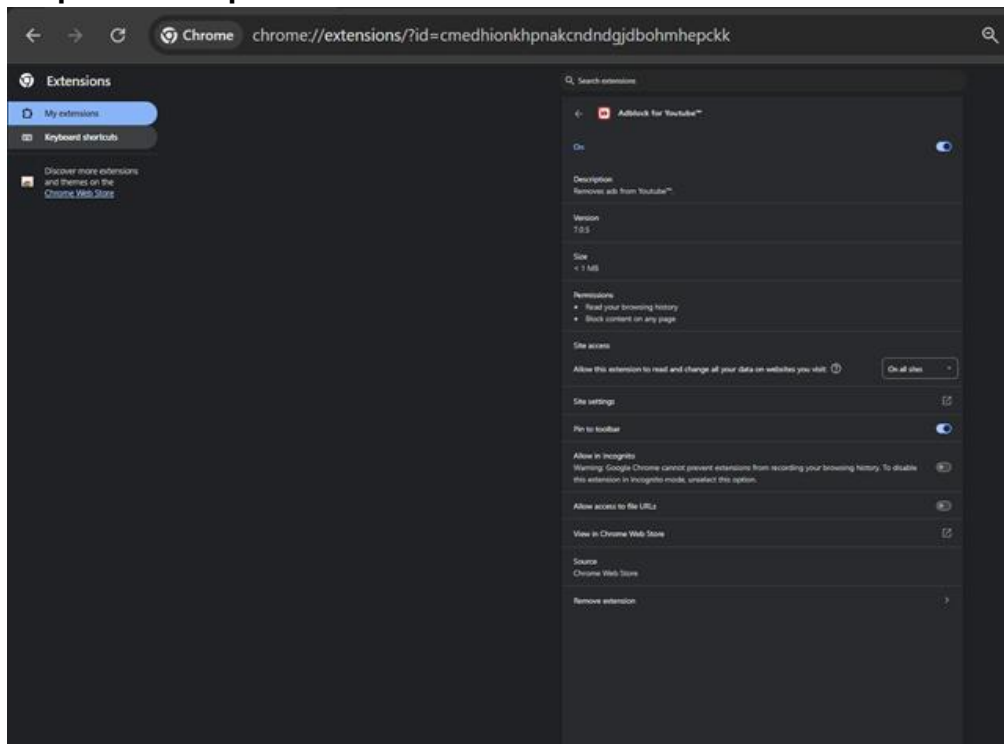 Chrome
chrome://extensions/?id=cmedhionkhpnakcndndgjdbohmhepckk
Extensions
Search extensions
My extensions
Keyboard shortcuts
Discover more extensions
and themes on the
Chrome Web Store
Adblock for Youtube™
On
Description
Removes ads from Youtube™.
Version
7.0.5
Size
< 1 MB
Permissions
• Read your browsing history
• Block content on any page
Site access
Allow this extension to read and change all your data on websites you visit:
On all sites
Site settings
Pin to toolbar
Allow in Incognito
Warning: Google Chrome cannot prevent extensions from recording your browsing history. To disable
this extension in Incognito mode, unselect this option.
Allow access to file URLs
View in Chrome Web Store
Source
Chrome Web Store
Remove extension